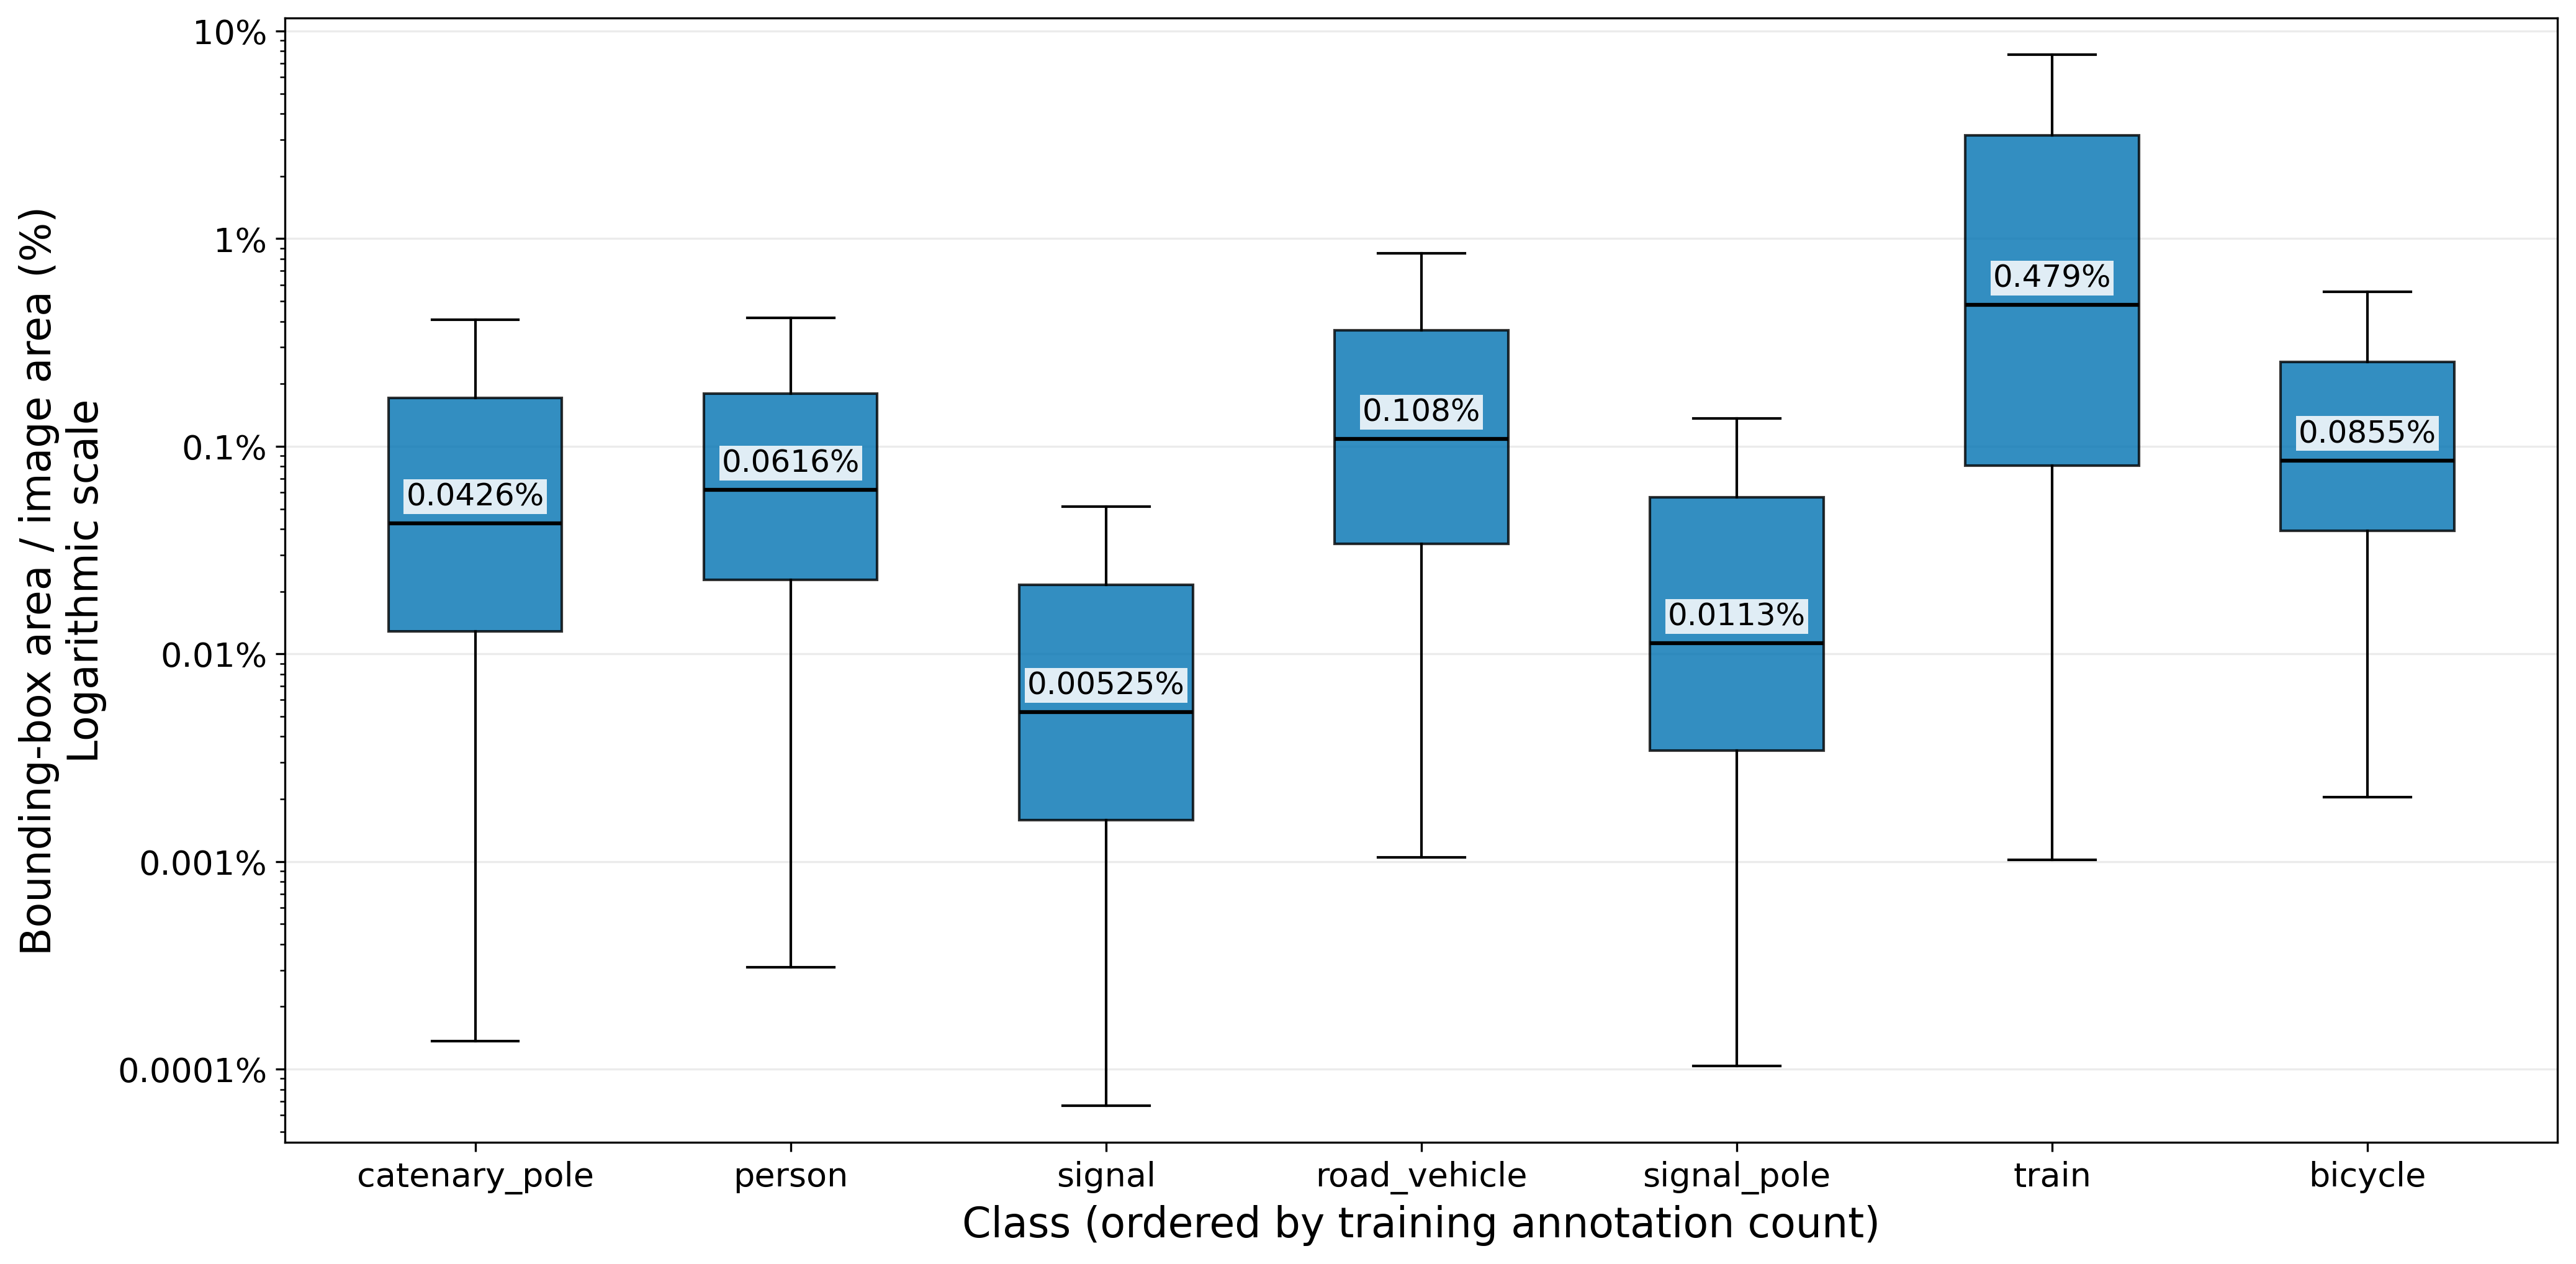 Bounding-box area / image area (%)
Logarithmic scale
10%
1%
0.1%
0.01%
0.001%
0.0001%
0.0426%
0.0616%
0.00525%
0.108%
0.0113%
0.479%
0.0855%
catenary_pole
person
signal
road_vehicle
signal_pole
train
bicycle
Class (ordered by training annotation count)